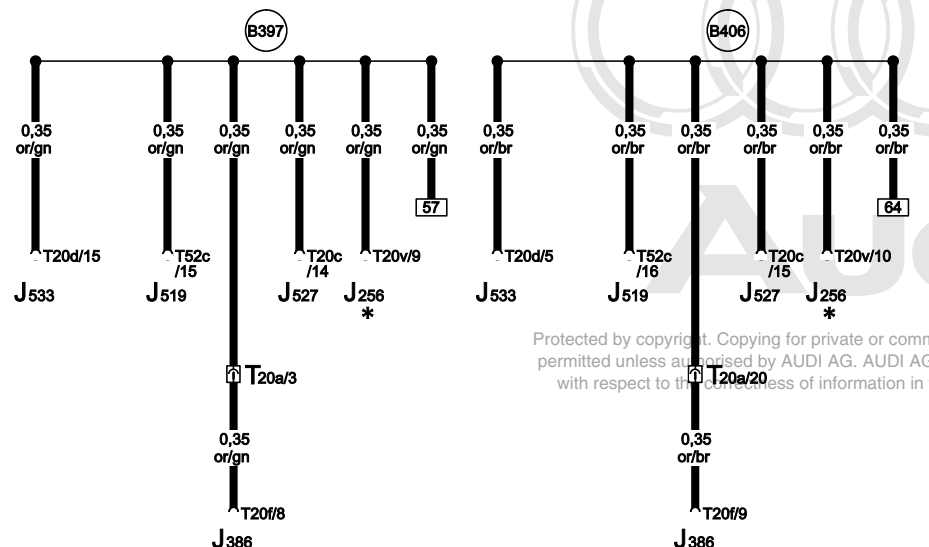 B397
B406
0,35 0,35 0,35 0,35 0,35 0,35 0,35 0,35 0,35 0,35 0,35 0,35
or/gn or/gn or/gn or/gn or/gn or/gn or/br or/br or/br or/br or/br or/br
57
64
T20d/15 T52c T20c T20v/9 T20d/5 T52c T20c T20v/10
/15 /14 /16 /15
J533 J519 J527 J256 J533 J519 J527 J256
* *
Protected by copyright. Copying for private or comm
permitted unless authorised by AUDI AG. AUDI AG
with respect to the correctness of information in
T20a/3 T20a/20
0,35 0,35
or/gn or/br
T20f/8 T20f/9
J386 J386